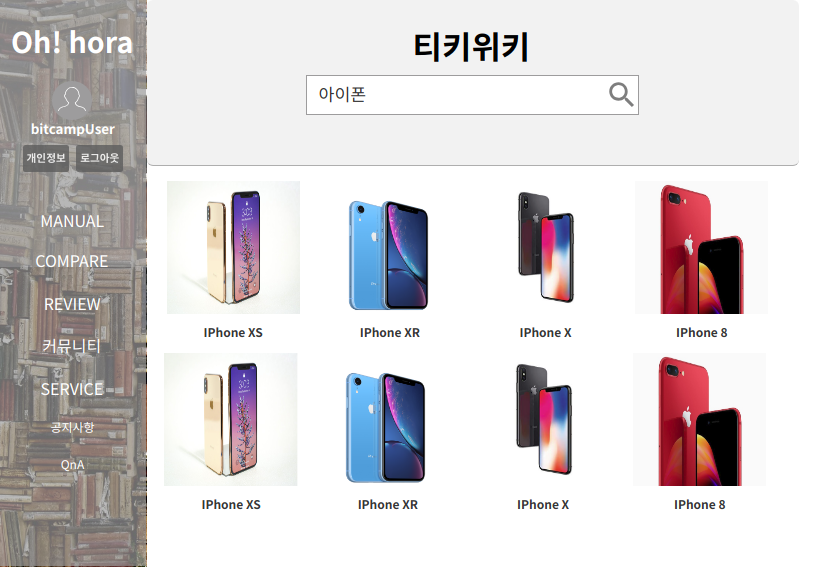 Oh! hora
bitcampUser
개인정보 로그아웃
MANUAL
COMPARE
REVIEW
커뮤니티
SERVICE
공지사항
QnA
티키위키
아이폰
IPhone XS IPhone XR IPhone X IPhone 8
IPhone XS IPhone XR IPhone X IPhone 8